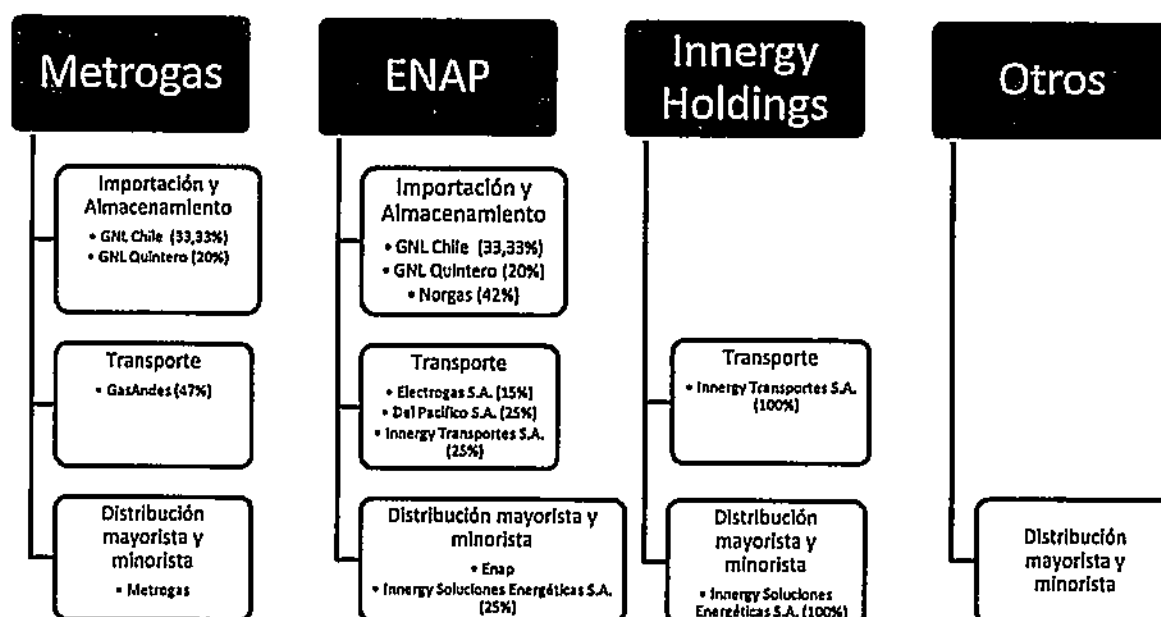 Metrogas
Importación y
Almacenamiento
• GNL Chile (33,33%)
• GNL Quintero (20%)
Transporte
• GasAndes (47%)
Distribución
mayorista y
minorista
• Metrogas
ENAP
Importación y
Almacenamiento
• GNL Chile (33,33%)
• GNL Quintero (20%)
• Norgas (42%)
Transporte
• Electrogas S.A. (15%)
• Del Pacífico S.A. (25%)
• Innergy Transportes S.A.
(25%)
Distribución mayorista y
minorista
• Enap
• Innergy Soluciones Energéticas S.A.
(25%)
Innergy
Holdings
Transporte
• Innergy Transportes S.A.
(100%)
Distribución
mayorista y
minorista
• Innergy Soluciones
Energéticas S.A. (100%)
Otros
Distribución
mayorista y
minorista